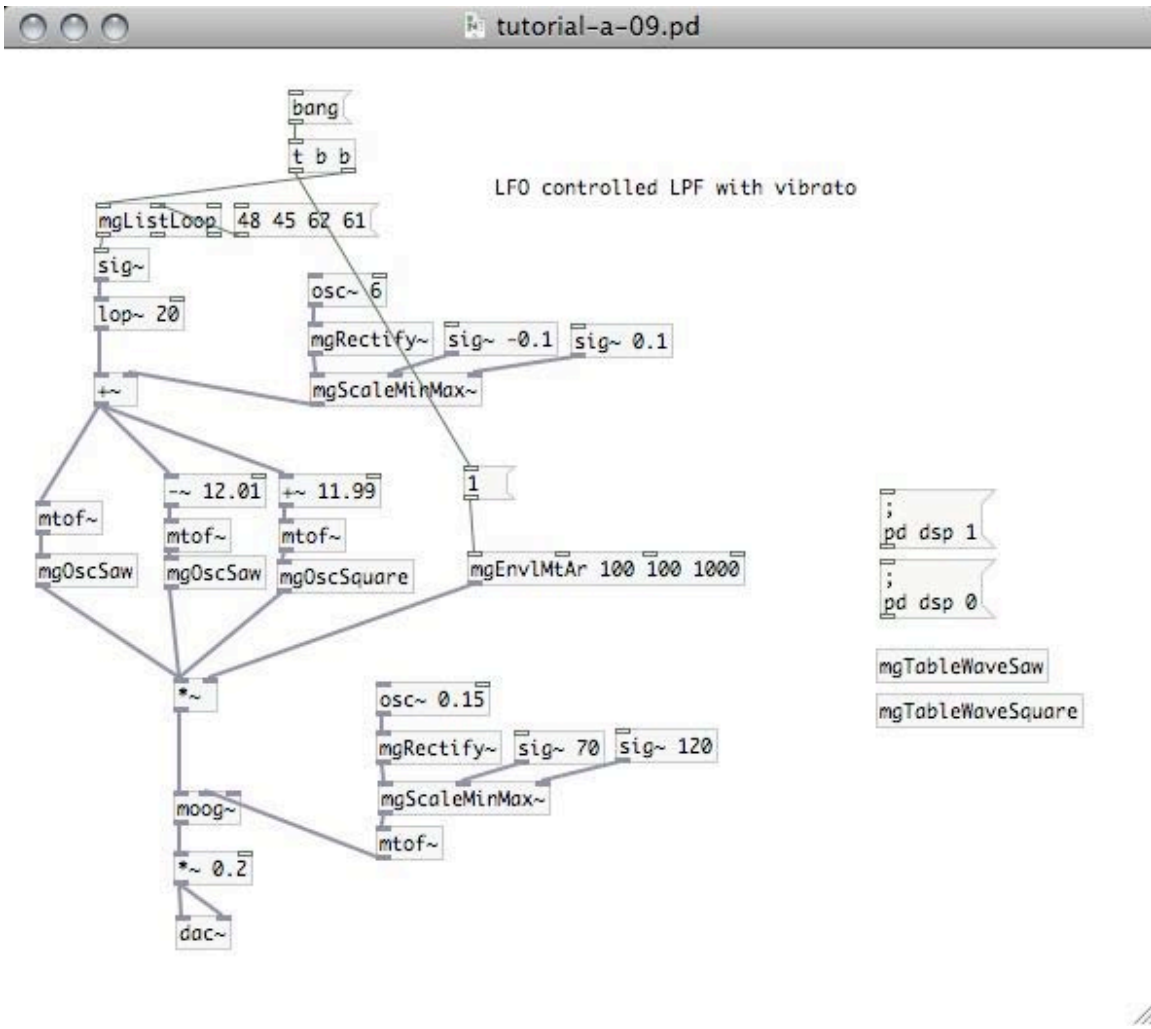 tutorial-a-09.pd
bang
t b b
LFO controlled LPF with vibrato
mgListLoop 48 45 62 61
sig~
osc~ 6
lop~ 20
mgRectify~ sig~ -0.1 sig~ 0.1
+~ mgScaleMinMax~
-~ 12.01 +~ 11.99 1
;
pd dsp 1
mtof~ mtof~ mtof~
mgOscSaw mgOscSaw mgOscSquare mgEnvlMtAr 100 100 1000
;
pd dsp 0
mgTableWaveSaw
*~ osc~ 0.15 mgTableWaveSquare
mgRectify~ sig~ 70 sig~ 120
moog~ mgScaleMinMax~
mtof~
*~ 0.2
dac~